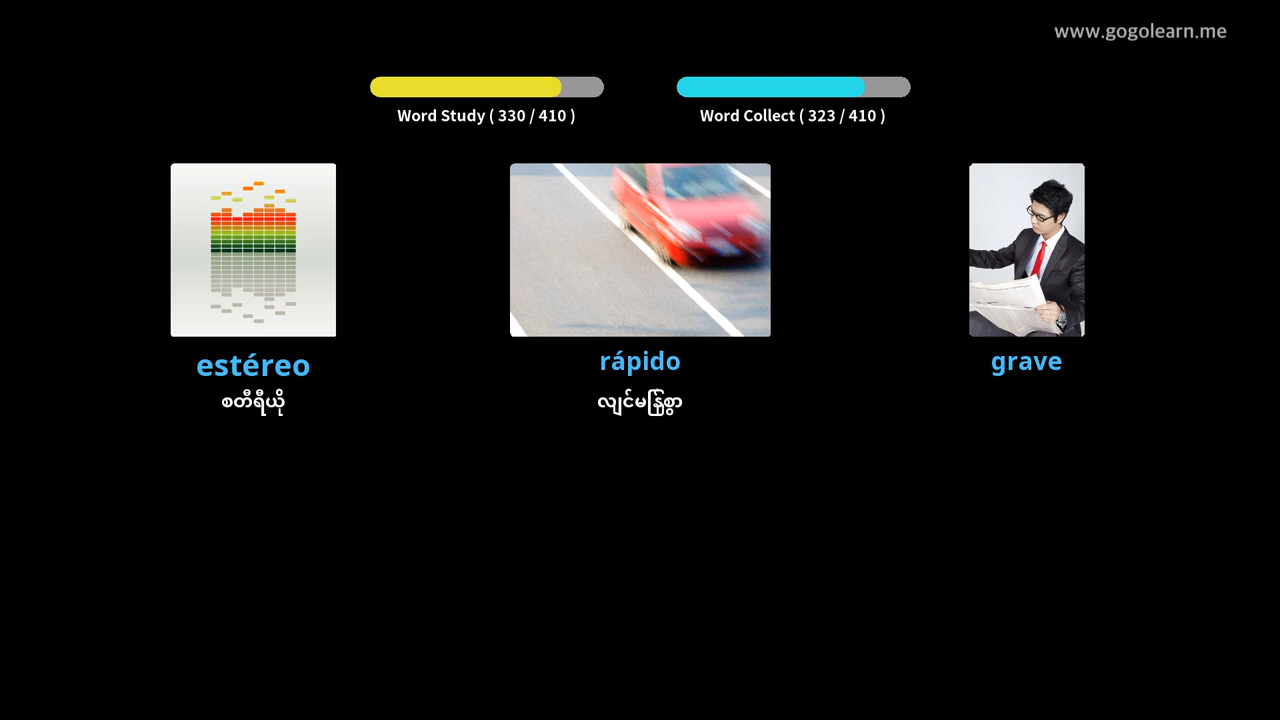 www.gogolearn.me
Word Study ( 330 / 410 )
Word Collect ( 323 / 410 )
estéreo
rápido
grave
စတီရီယို
လျင်မြန်စွာ